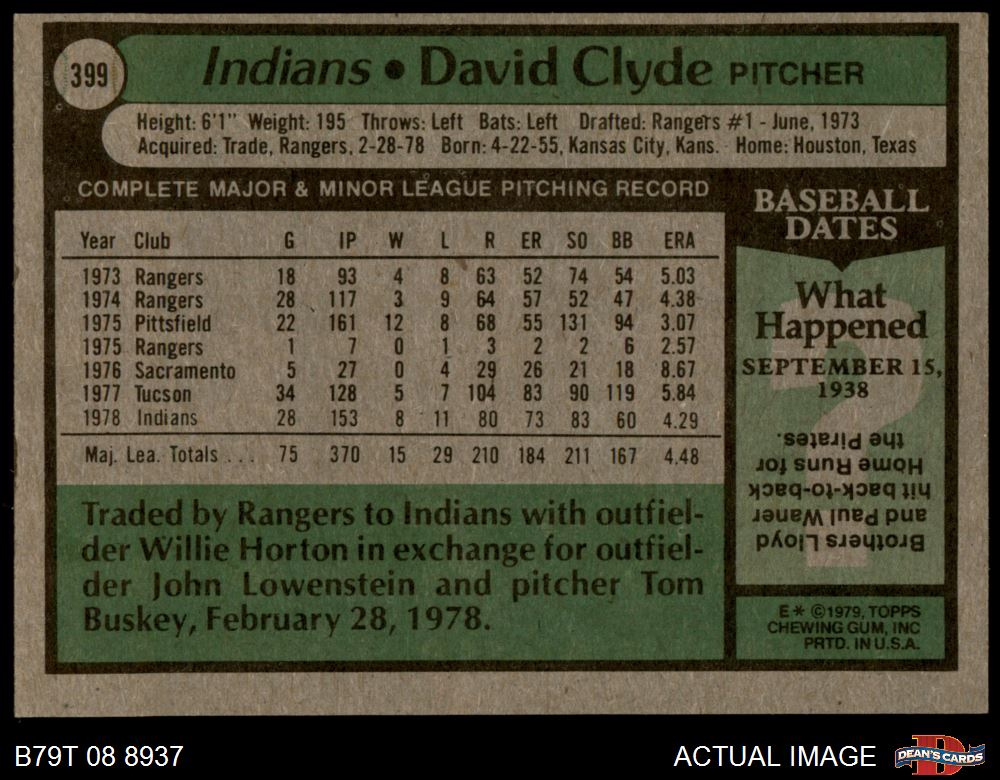 399
Indians • David Clyde PITCHER
Height: 6'1" Weight: 195 Throws: Left Bats: Left Drafted: Rangers #1 - June, 1973
Acquired: Trade, Rangers, 2-28-78 Born: 4-22-55, Kansas City, Kans. Home: Houston, Texas
COMPLETE MAJOR & MINOR LEAGUE PITCHING RECORD
Year Club G IP W L R ER SO BB ERA
1973 Rangers 18 93 4 8 63 52 74 54 5.03
1974 Rangers 28 117 3 9 64 57 52 47 4.38
1975 Pittsfield 22 161 12 8 68 55 131 94 3.07
1975 Rangers 1 7 0 1 3 2 2 6 2.57
1976 Sacramento 5 27 0 4 29 26 21 18 8.67
1977 Tucson 34 128 5 7 104 83 90 119 5.84
1978 Indians 28 153 8 11 80 73 83 60 4.29
Maj. Lea. Totals ... 75 370 15 29 210 184 211 167 4.48
Traded by Rangers to Indians with outfiel-
der Willie Horton in exchange for outfiel-
der John Lowenstein and pitcher Tom
Buskey, February 28, 1978.
BASEBALL
DATES
What
Happened
SEPTEMBER 15,
1938
Brothers Lloyd
and Paul Waner
hit back-to-back
Home Runs for
the Pirates.
E* ©1979, TOPPS
CHEWING GUM, INC
PRTD. IN U.S.A.
B79T 08 8937
ACTUAL IMAGE
D
DEAN'S CARDS